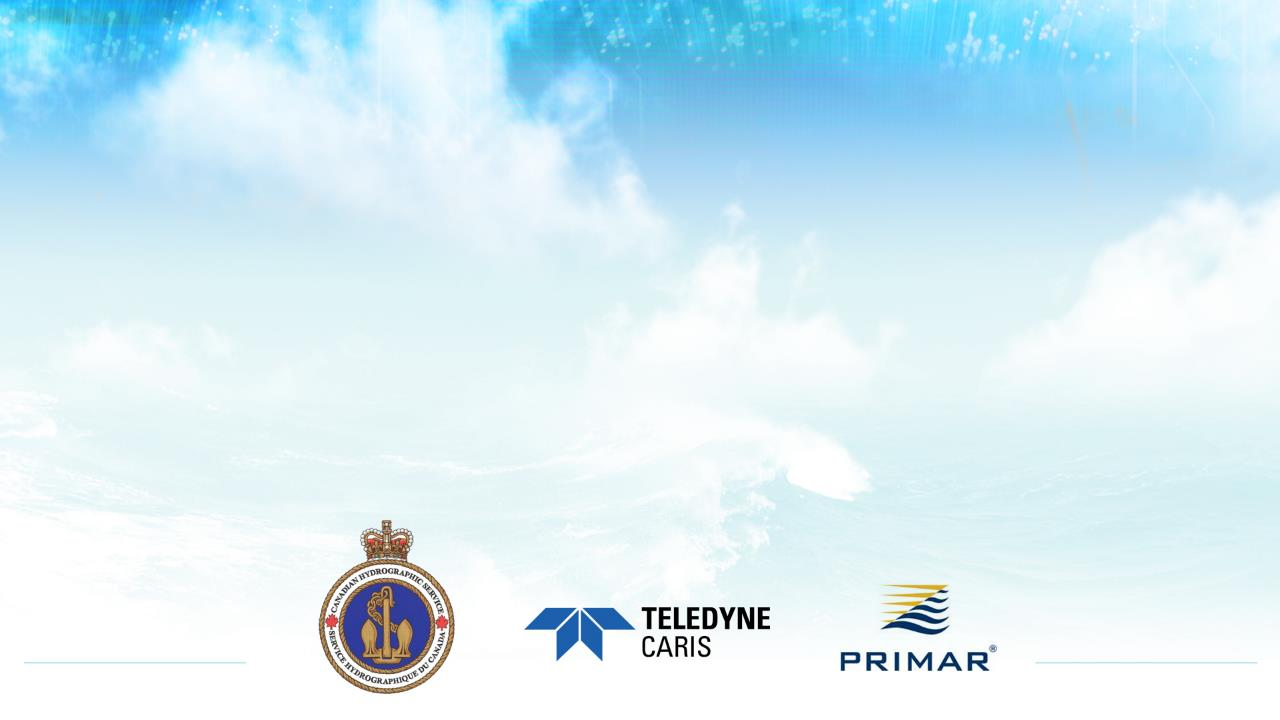 CANADIAN HYDROGRAPHIC SERVICE
SERVICE HYDROGRAPHIQUE DU CANADA
TELEDYNE
CARIS
PRIMAR®